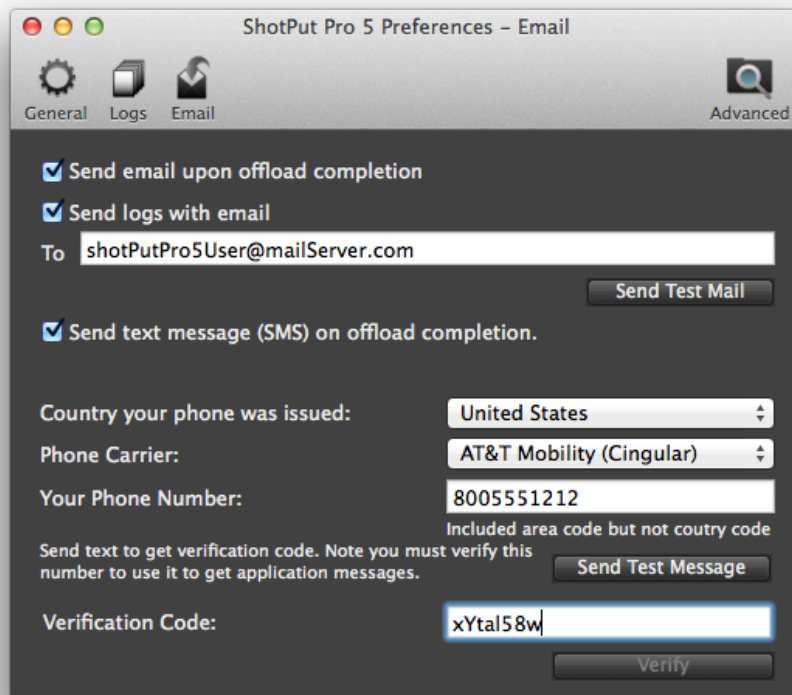 ShotPut Pro 5 Preferences – Email
General Logs Email Advanced
Send email upon offload completion
Send logs with email
To shotPutPro5User@mailServer.com
Send Test Mail
Send text message (SMS) on offload completion.
Country your phone was issued: United States
Phone Carrier: AT&T Mobility (Cingular)
Your Phone Number: 8005551212
Included area code but not coutry code
Send text to get verification code. Note you must verify this
number to use it to get application messages.
Send Test Message
Verification Code: xYtal58w
Verify